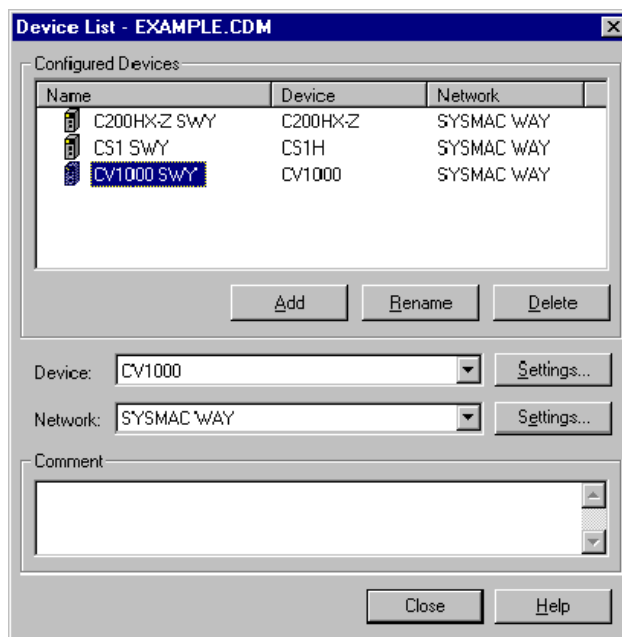 Device List - EXAMPLE.CDM
Configured Devices
Name Device Network
C200HX-Z SWY C200HX-Z SYSMAC WAY
CS1 SWY CS1H SYSMAC WAY
CV1000 SWY CV1000 SYSMAC WAY
Add Rename Delete
Device: CV1000 Settings...
Network: SYSMAC WAY Settings...
Comment
Close Help